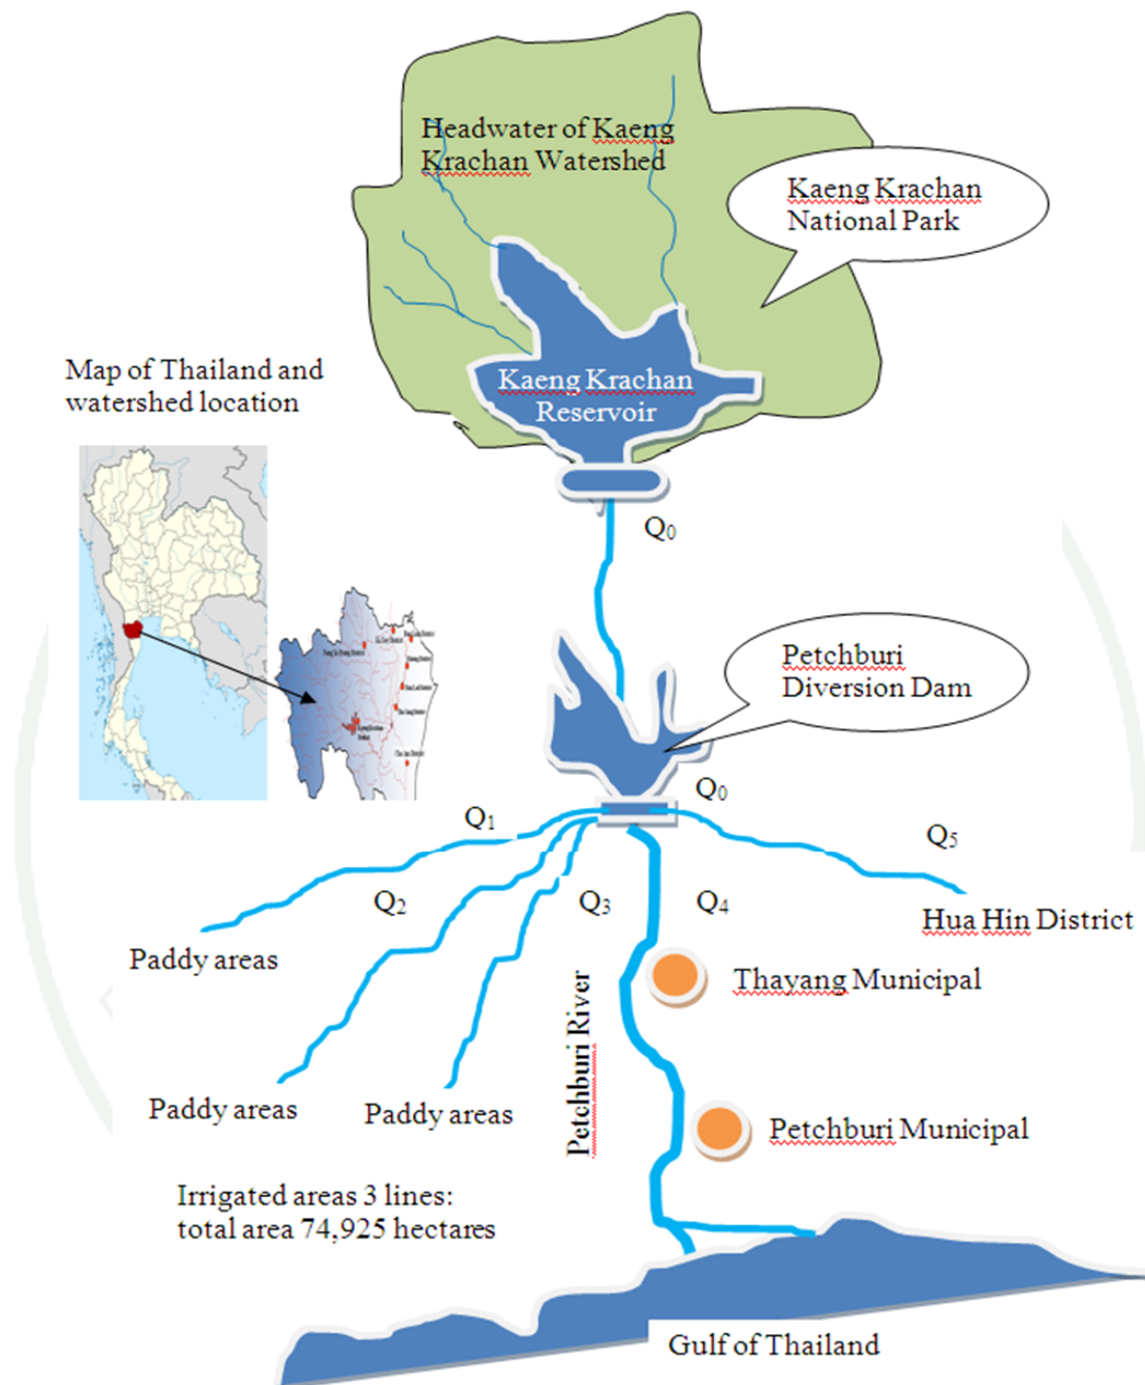 Headwater of Kaeng
Krachan Watershed
Kaeng Krachan
National Park
Kaeng Krachan
Reservoir
Map of Thailand and
watershed location
Q0
Petchburi
Diversion Dam
Q0
Q1
Q5
Q2
Q3
Q4
Hua Hin District
Paddy areas
Thayang Municipal
Petchburi River
Paddy areas
Paddy areas
Petchburi Municipal
Irrigated areas 3 lines:
total area 74,925 hectares
Gulf of Thailand